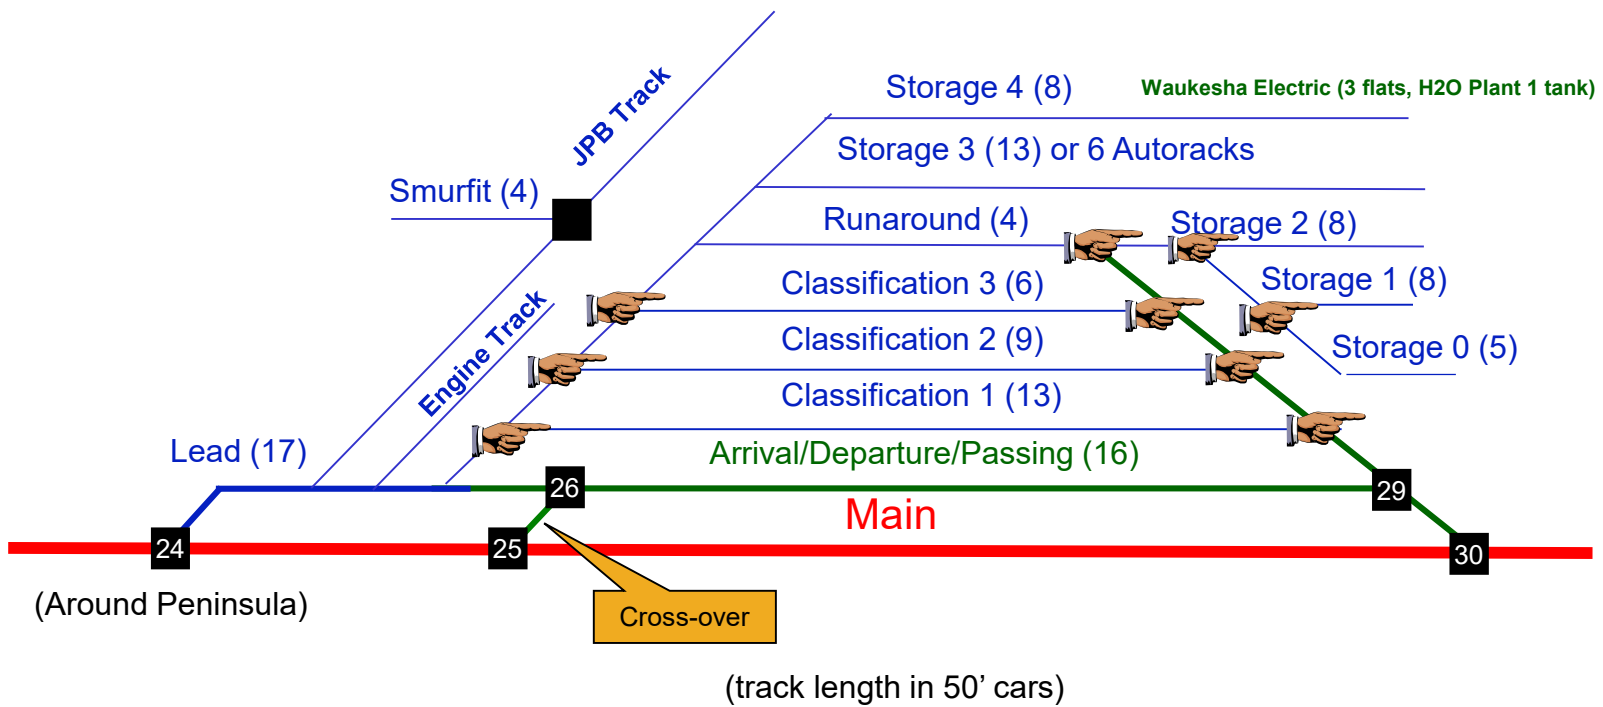 JPB Track
Storage 4 (8)
Waukesha Electric (3 flats, H2O Plant 1 tank)
Storage 3 (13) or 6 Autoracks
Smurfit (4)
Runaround (4)
Storage 2 (8)
Classification 3 (6)
Storage 1 (8)
Engine Track
Classification 2 (9)
Storage 0 (5)
Classification 1 (13)
Lead (17)
Arrival/Departure/Passing (16)
26
29
Main
24
25
30
(Around Peninsula)
Cross-over
(track length in 50’ cars)